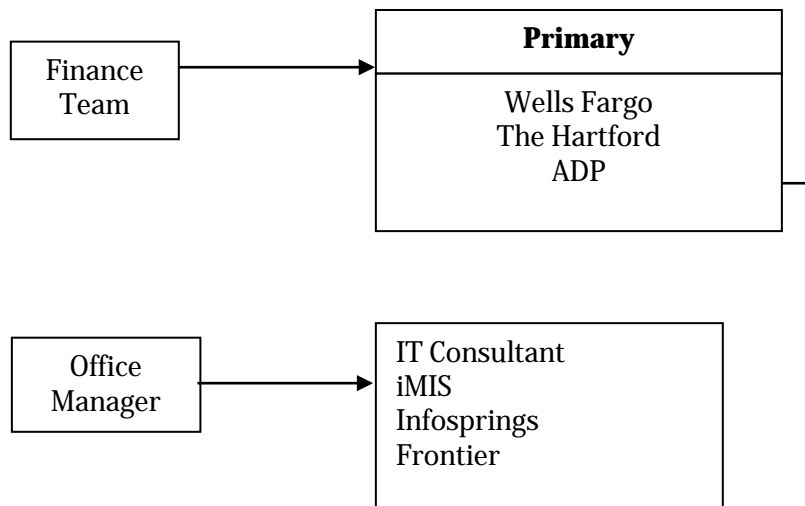 Finance
Team
Primary
Wells Fargo
The Hartford
ADP
Office
Manager
IT Consultant
iMIS
Infosprings
Frontier